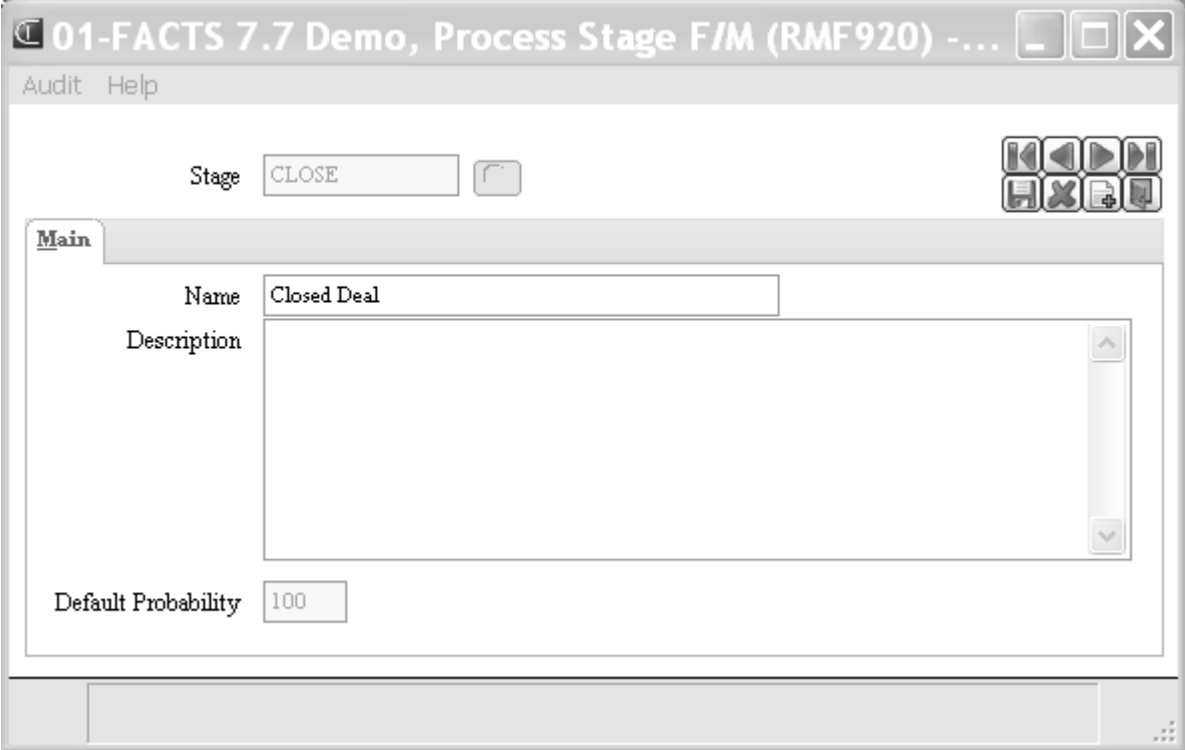 01-FACTS 7.7 Demo, Process Stage F/M (RMF920) -...
Audit Help
Stage CLOSE
Main
Name Closed Deal
Description
Default Probability 100